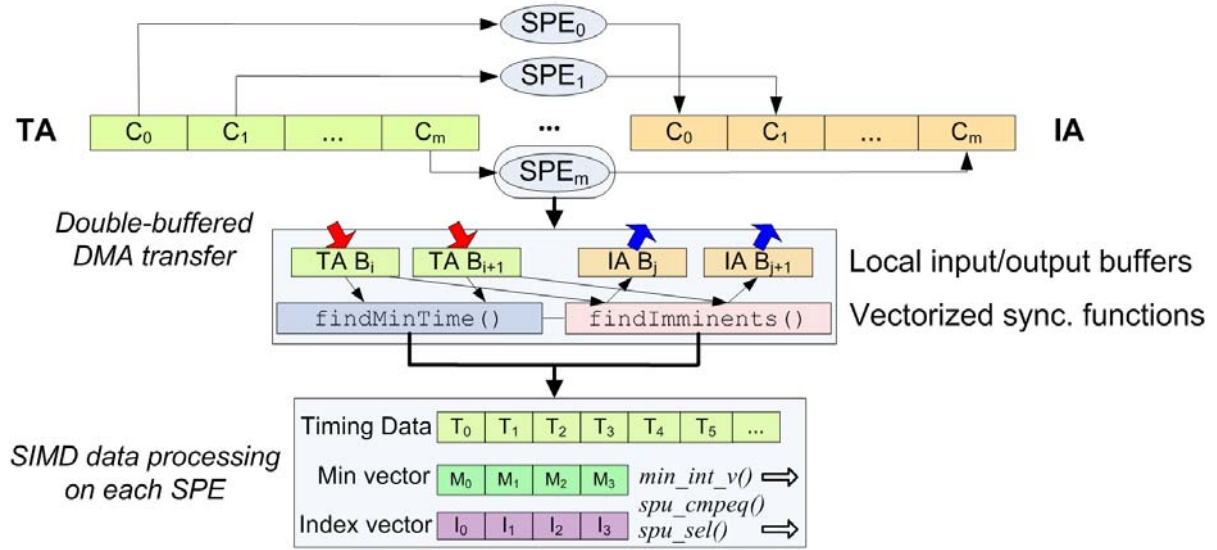 SPE₀
SPE₁
TA C₀ C₁ ... Cₘ ... C₀ C₁ ... Cₘ IA
SPEₘ
Double-buffered
DMA transfer
TA Bᵢ TA Bᵢ₊₁ IA Bⱼ IA Bⱼ₊₁ Local input/output buffers
findMinTime() findImminents() Vectorized sync. functions
Timing Data T₀ T₁ T₂ T₃ T₄ T₅ ...
SIMD data processing
on each SPE
Min vector M₀ M₁ M₂ M₃ min_int_v()
spu_cmpeq()
Index vector I₀ I₁ I₂ I₃ spu_sel()